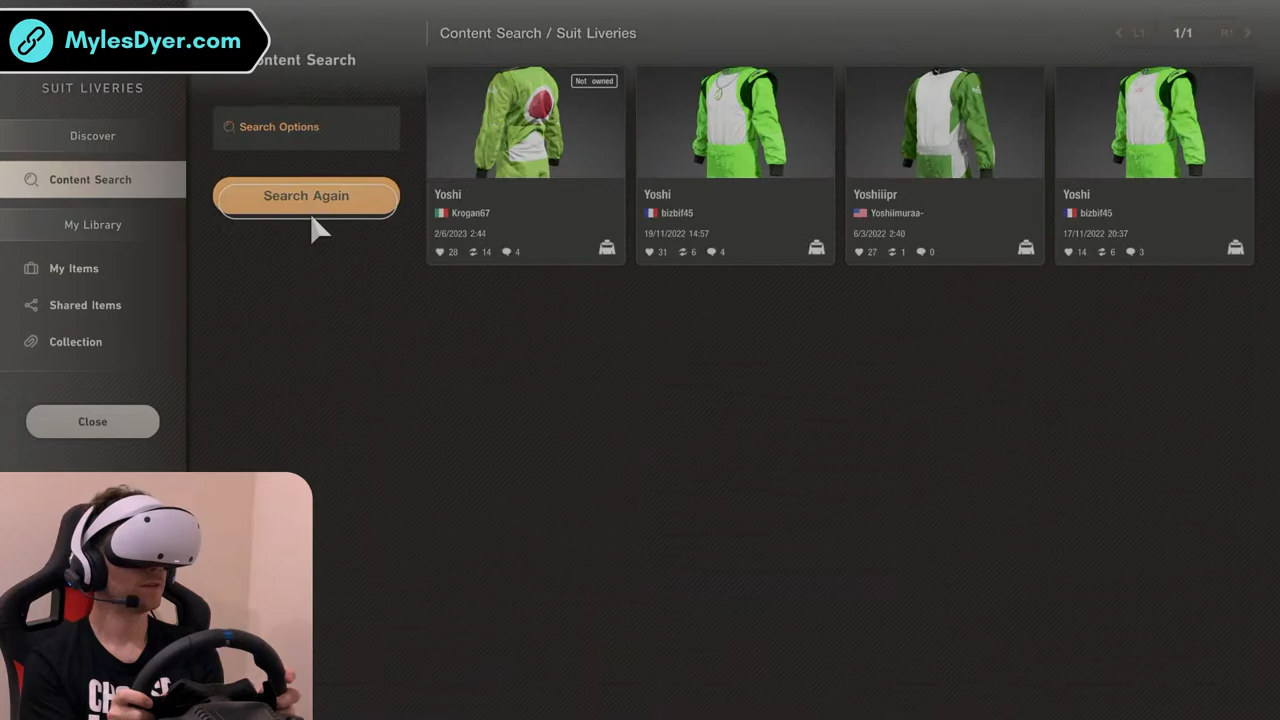 MylesDyer.com
SUIT LIVERIES
Discover
Content Search
My Library
My Items
Shared Items
Collection
Close
ontent Search
Search Options
Search Again
Content Search / Suit Liveries
L1
1/1
Not owned
Yoshi
Krogan67
2/6/2023 2:44
28 14 4
Yoshi
bizbif45
19/11/2022 14:57
31 6 4
Yoshiiipr
Yoshiimuraa-
6/3/2022 2:40
27 1 0
Yoshi
bizbif45
17/11/2022 20:37
14 6 3